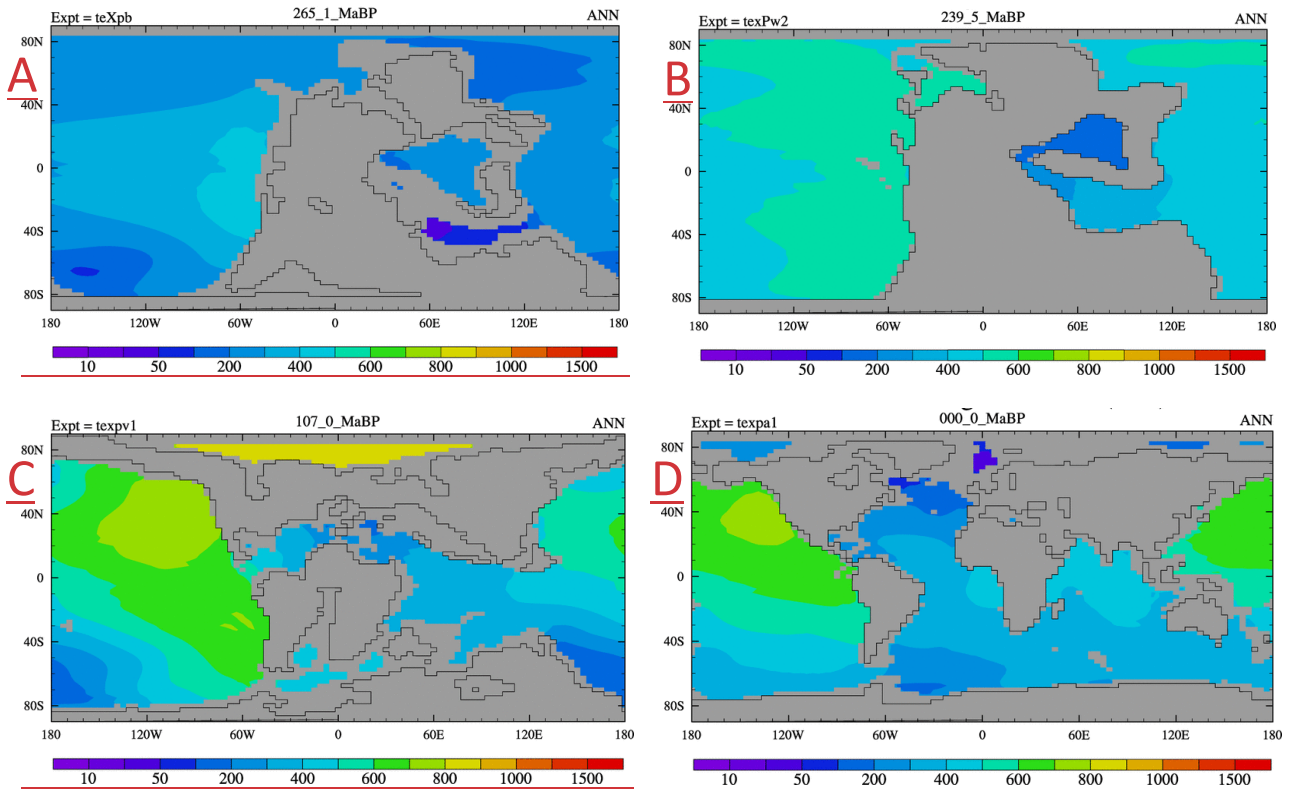 Expt = teXpb 265_1_MaBP ANN
A
80N
40N
0
40S
80S
180 120W 60W 0 60E 120E 180
10 50 200 400 600 800 1000 1500
Expt = texPw2 239_5_MaBP ANN
B
80N
40N
0
40S
80S
180 120W 60W 0 60E 120E 180
10 50 200 400 600 800 1000 1500
Expt = texpv1 107_0_MaBP ANN
C
80N
40N
0
40S
80S
180 120W 60W 0 60E 120E 180
10 50 200 400 600 800 1000 1500
Expt = texpa1 000_0_MaBP ANN
D
80N
40N
0
40S
80S
180 120W 60W 0 60E 120E 180
10 50 200 400 600 800 1000 1500